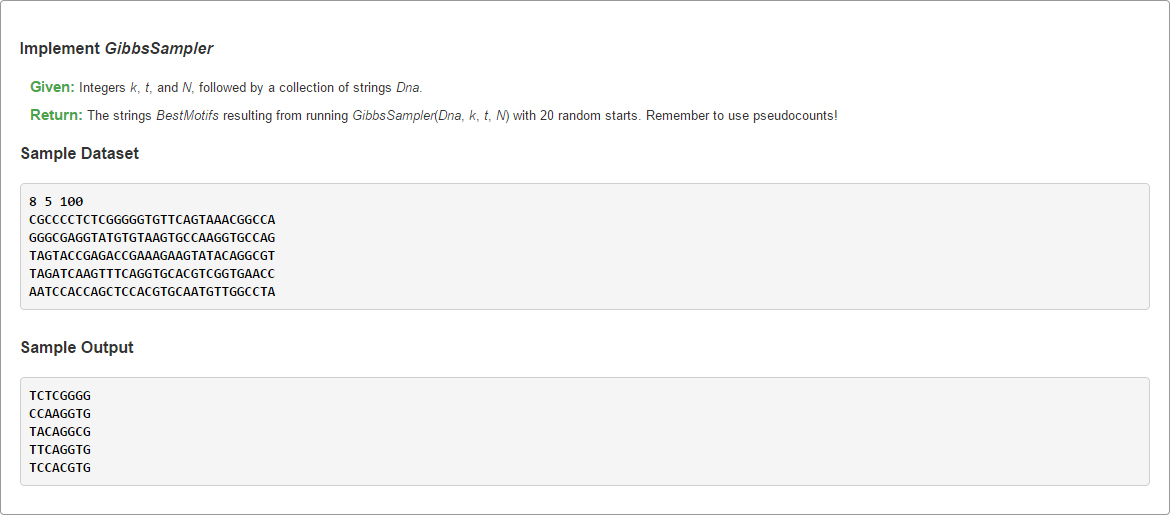 Implement GibbsSampler
Given: Integers k, t, and N, followed by a collection of strings Dna.
Return: The strings BestMotifs resulting from running GibbsSampler(Dna, k, t, N) with 20 random starts. Remember to use pseudocounts!
Sample Dataset
8 5 100
CGCCCCTCTCGGGGGTGTTCAGTAAACGGCCA
GGGCGAGGTATGTGTAAGTGCCAAGGTGCCAG
TAGTACCGAGACCGAAAGAAGTATACAGGCGT
TAGATCAAGTTTCAGGTGCACGTCGGTGAACC
AATCCACCAGCTCCACGTGCAATGTTGGCCTA
Sample Output
TCTCGGGG
CCAAGGTG
TACAGGCG
TTCAGGTG
TCCACGTG